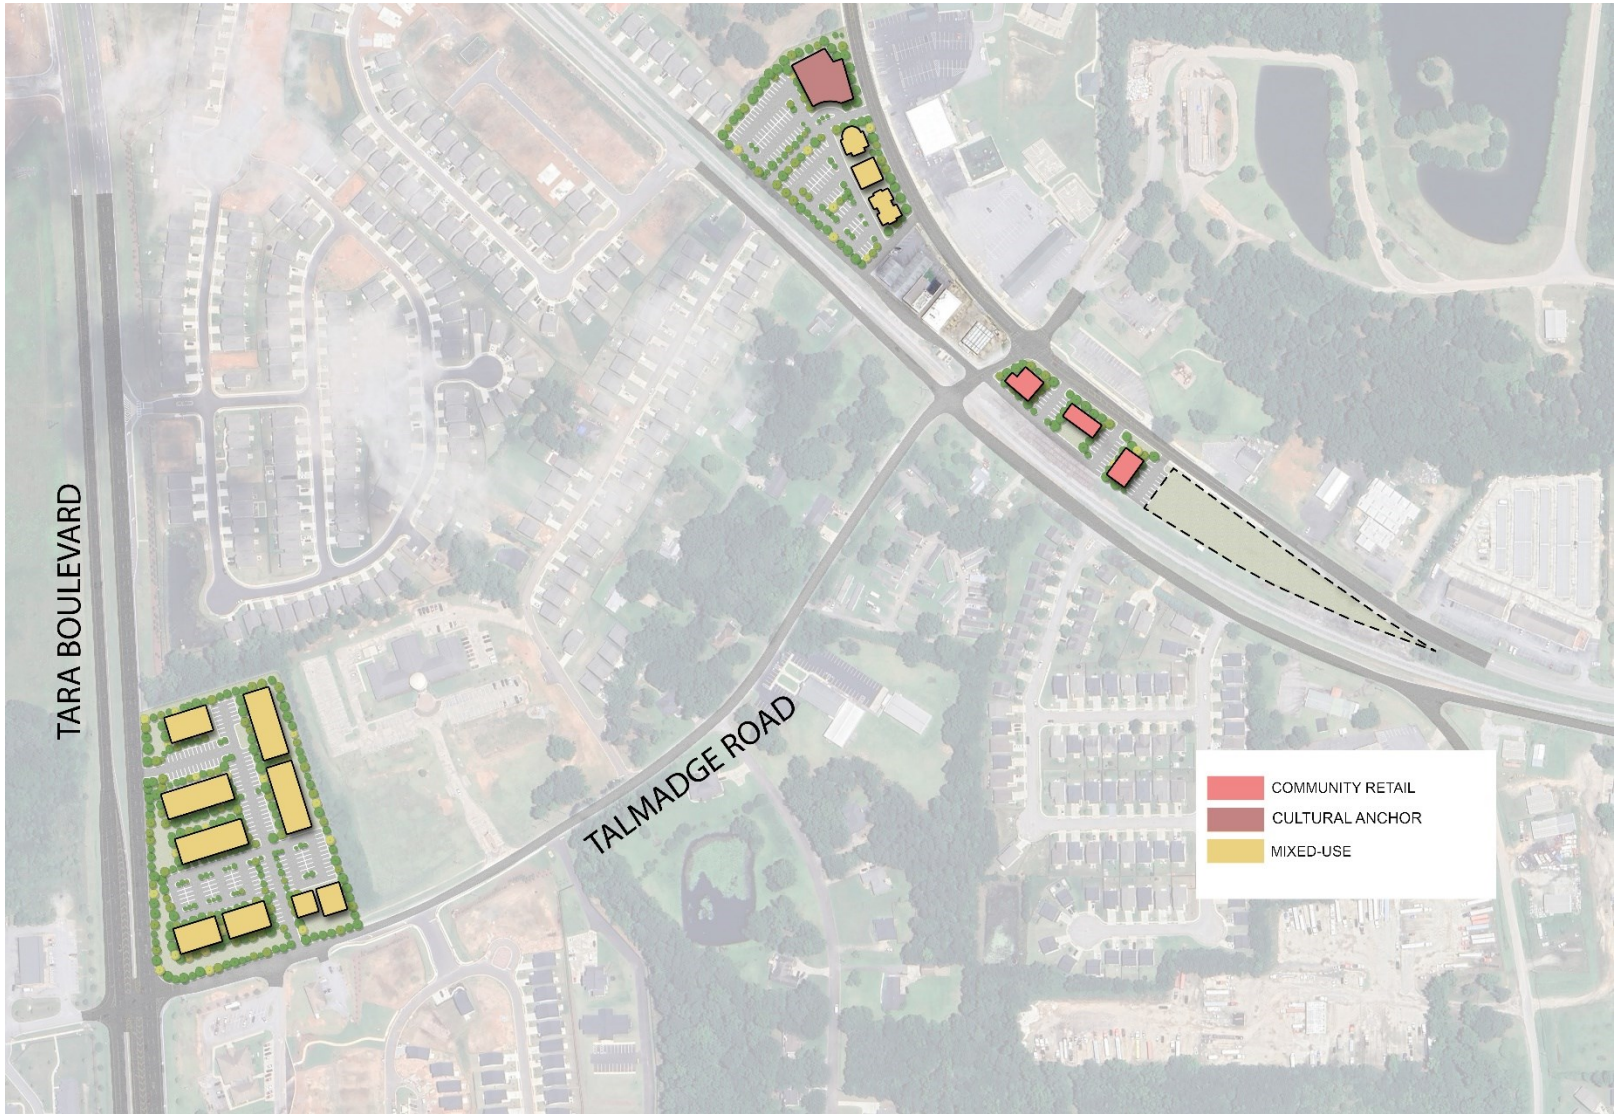 TARA BOULEVARD
TALMADGE ROAD
COMMUNITY RETAIL
CULTURAL ANCHOR
MIXED-USE